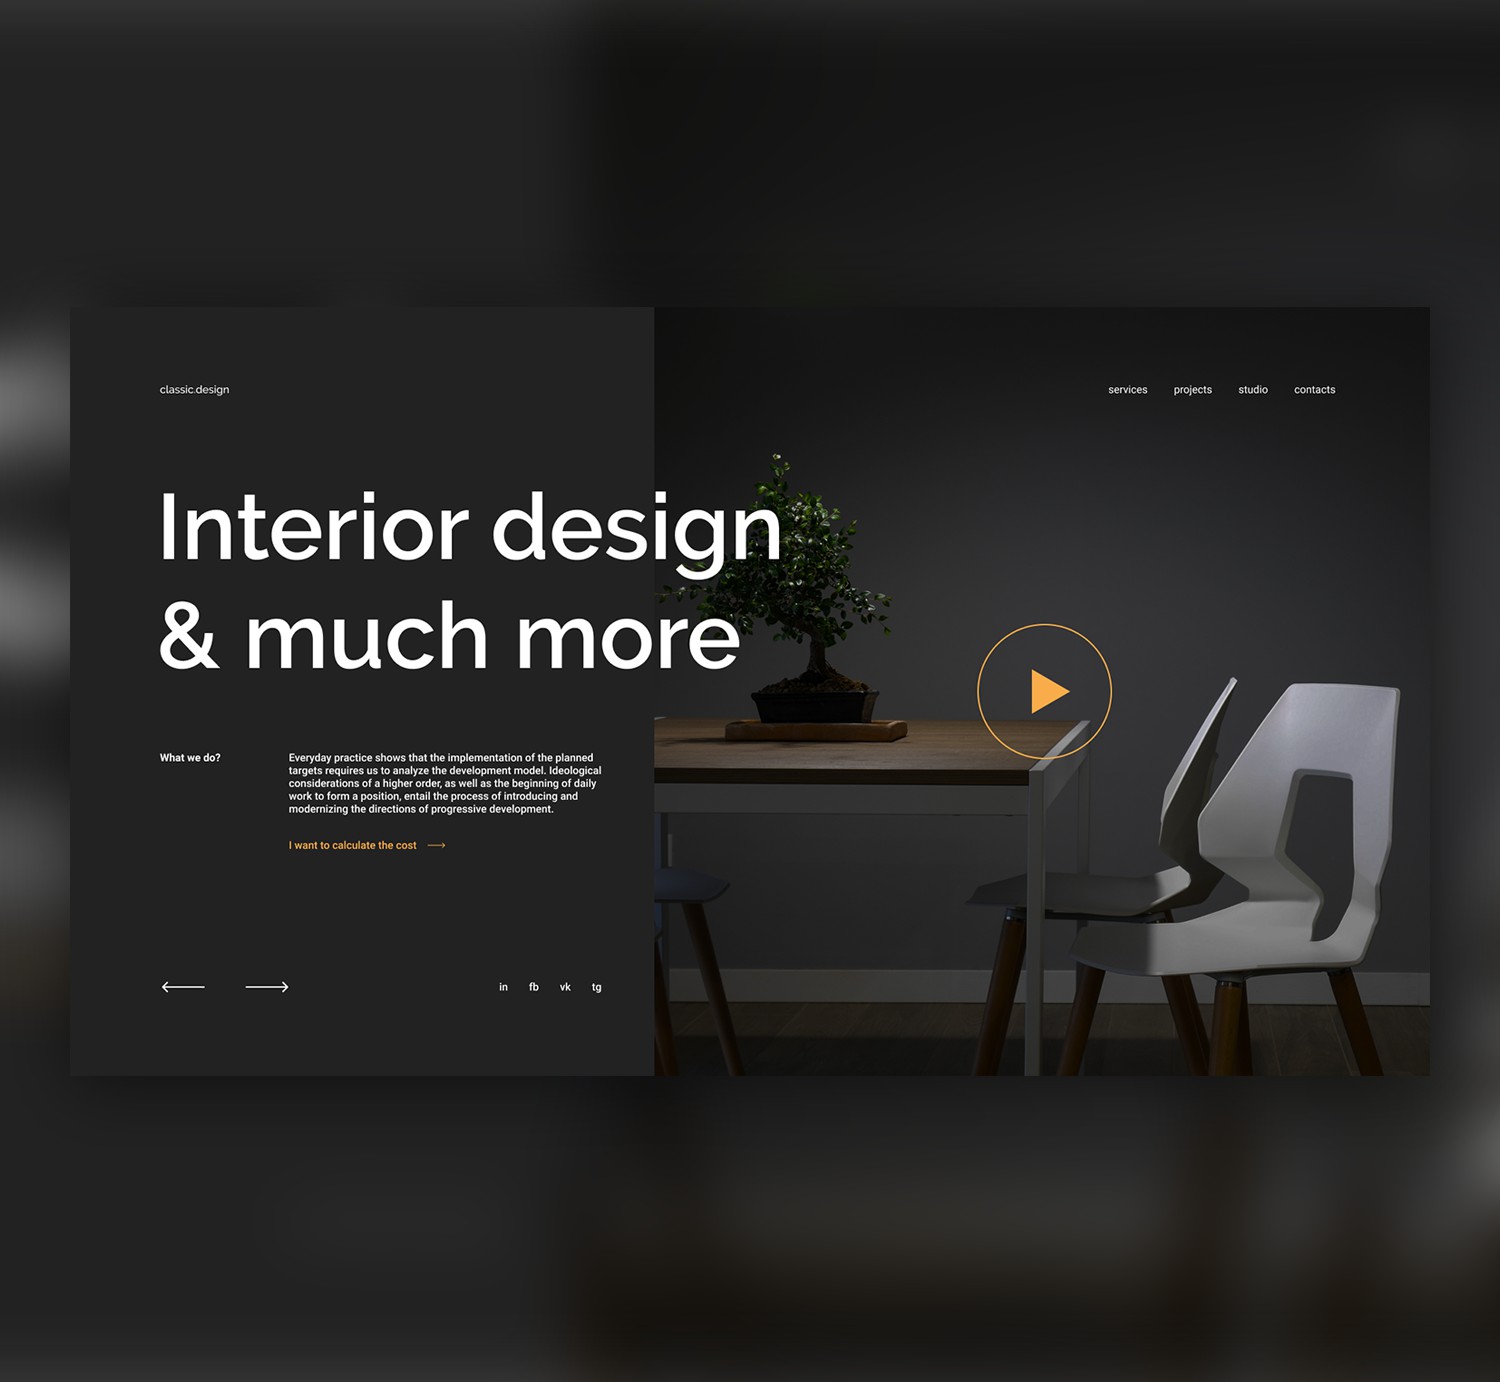 classic.design
services projects studio contacts
Interior design
& much more
What we do?
Everyday practice shows that the implementation of the planned
targets requires us to analyze the development model. Ideological
considerations of a higher order, as well as the beginning of daily
work to form a position, entail the process of introducing and
modernizing the directions of progressive development.
I want to calculate the cost
in fb vk tg